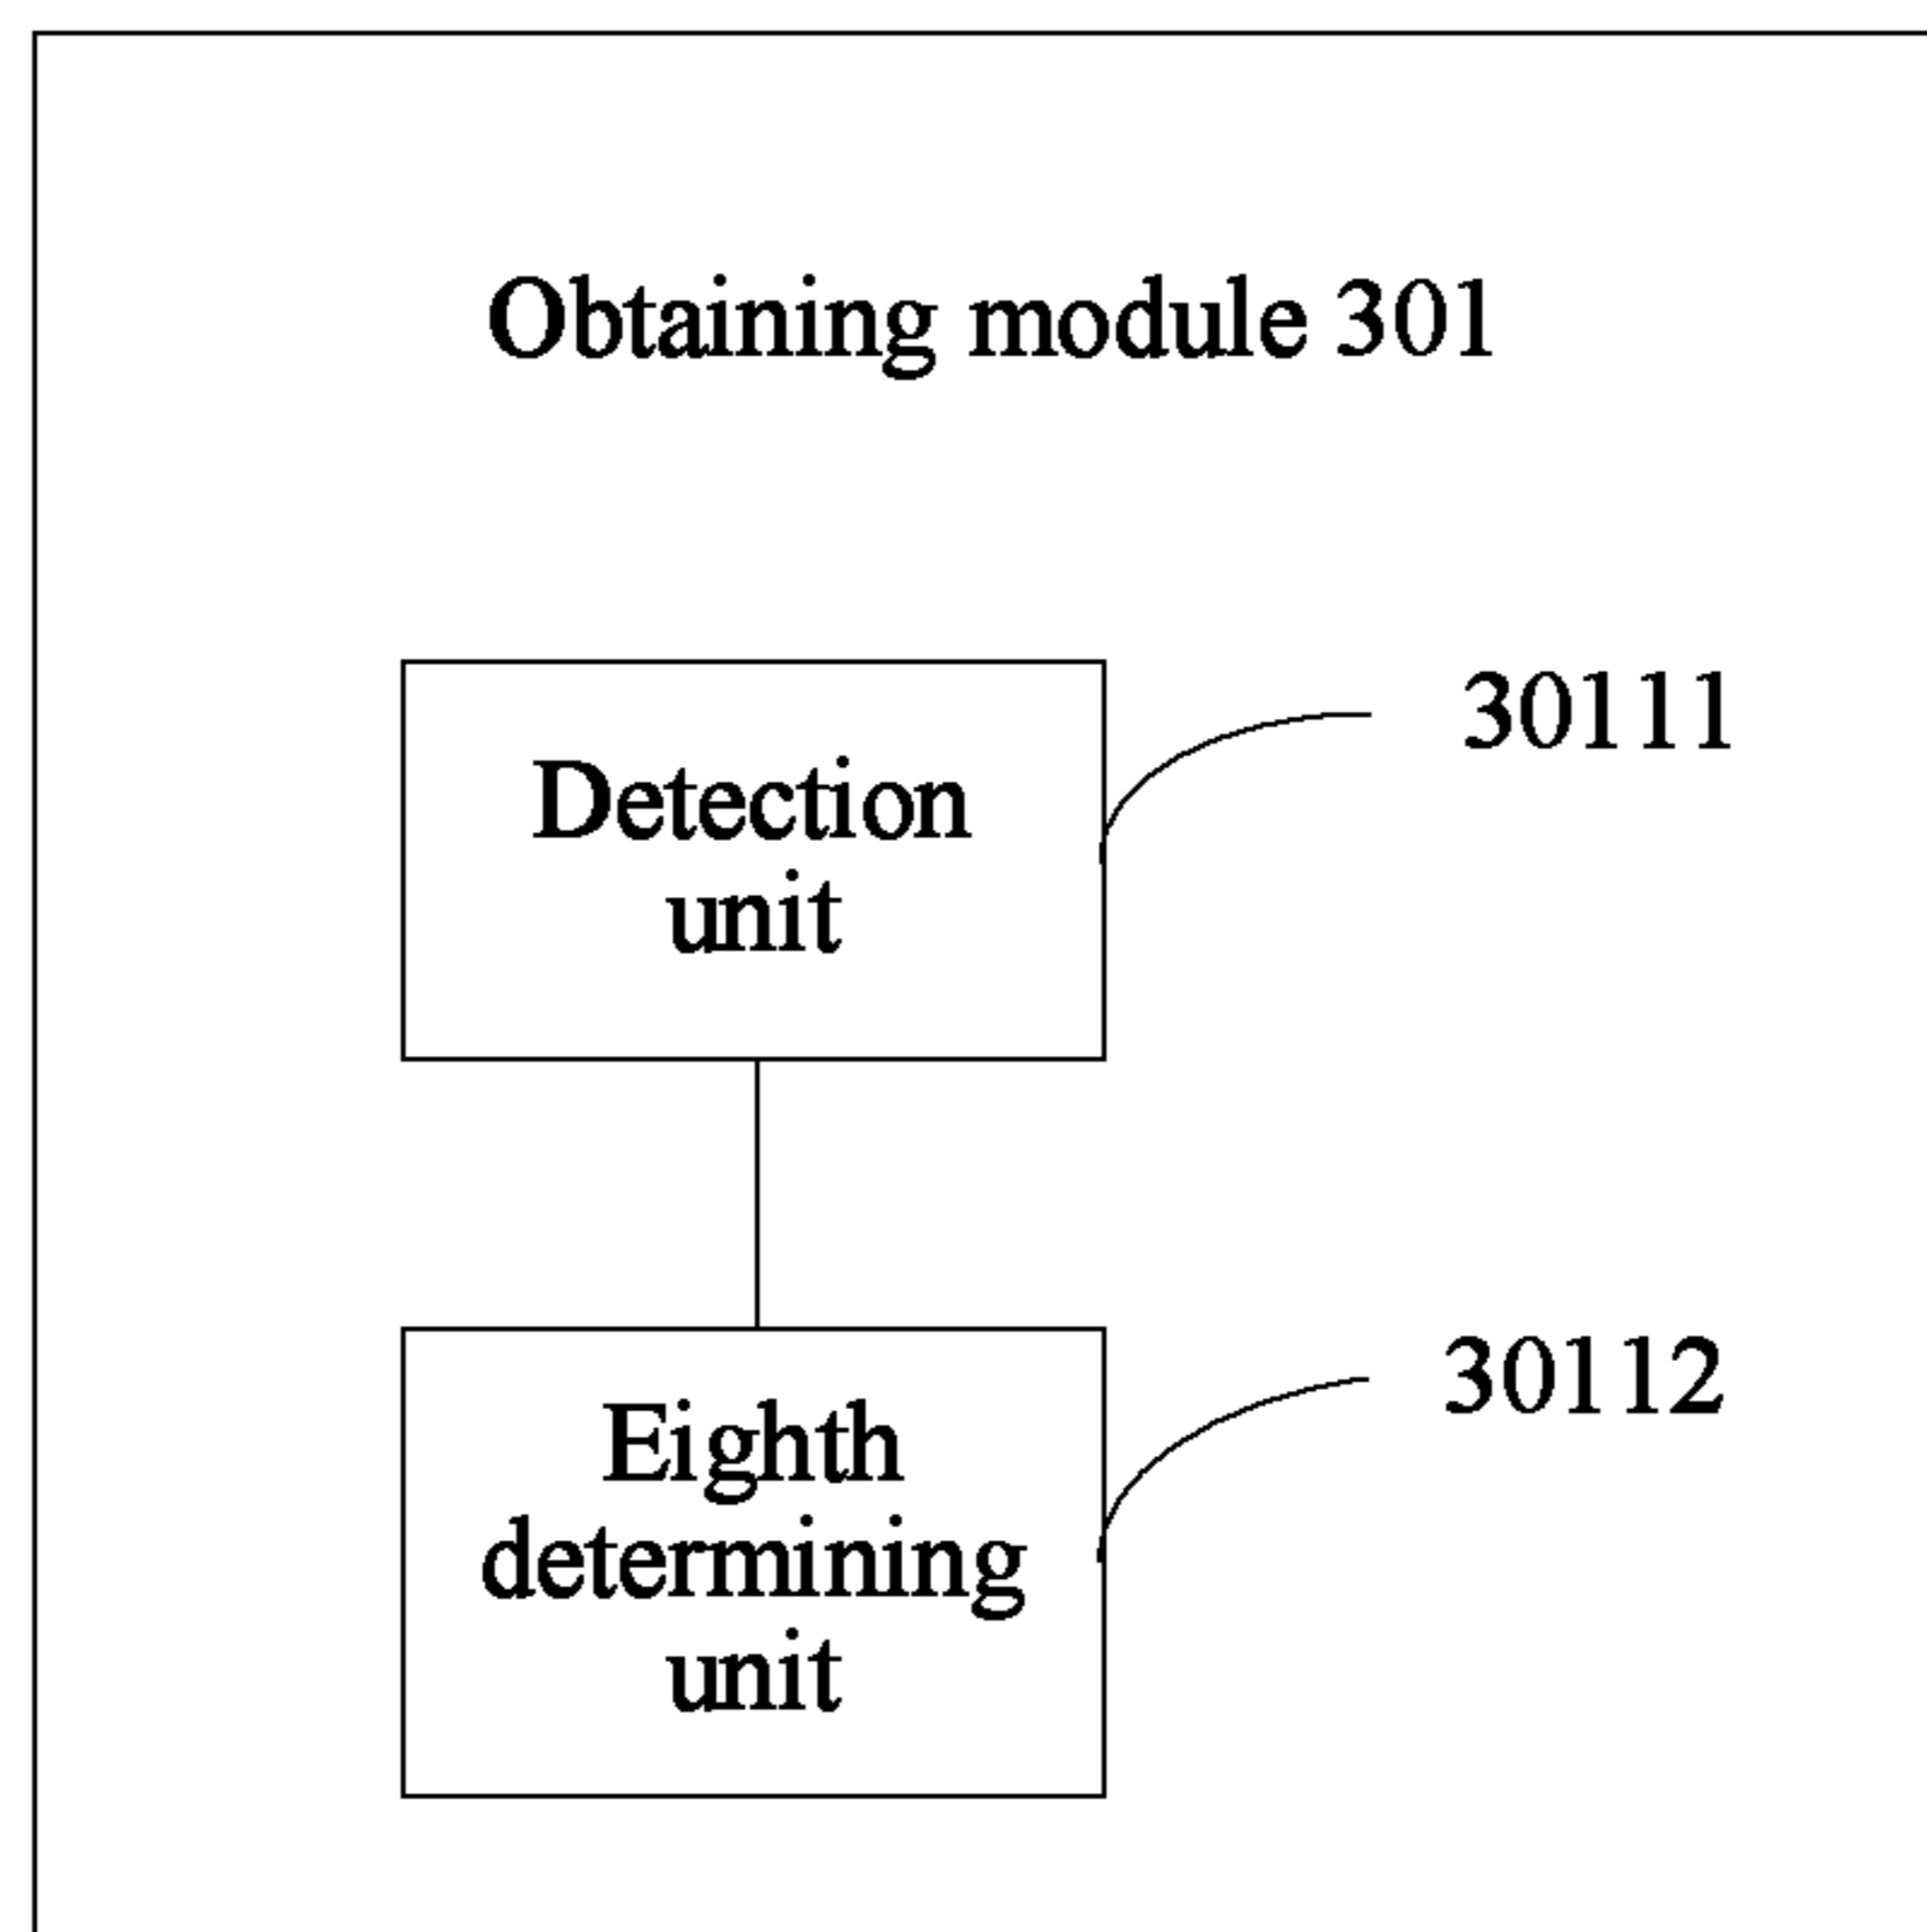 Obtaining module 301
30111
Detection
unit
30112
Eighth
determining
unit